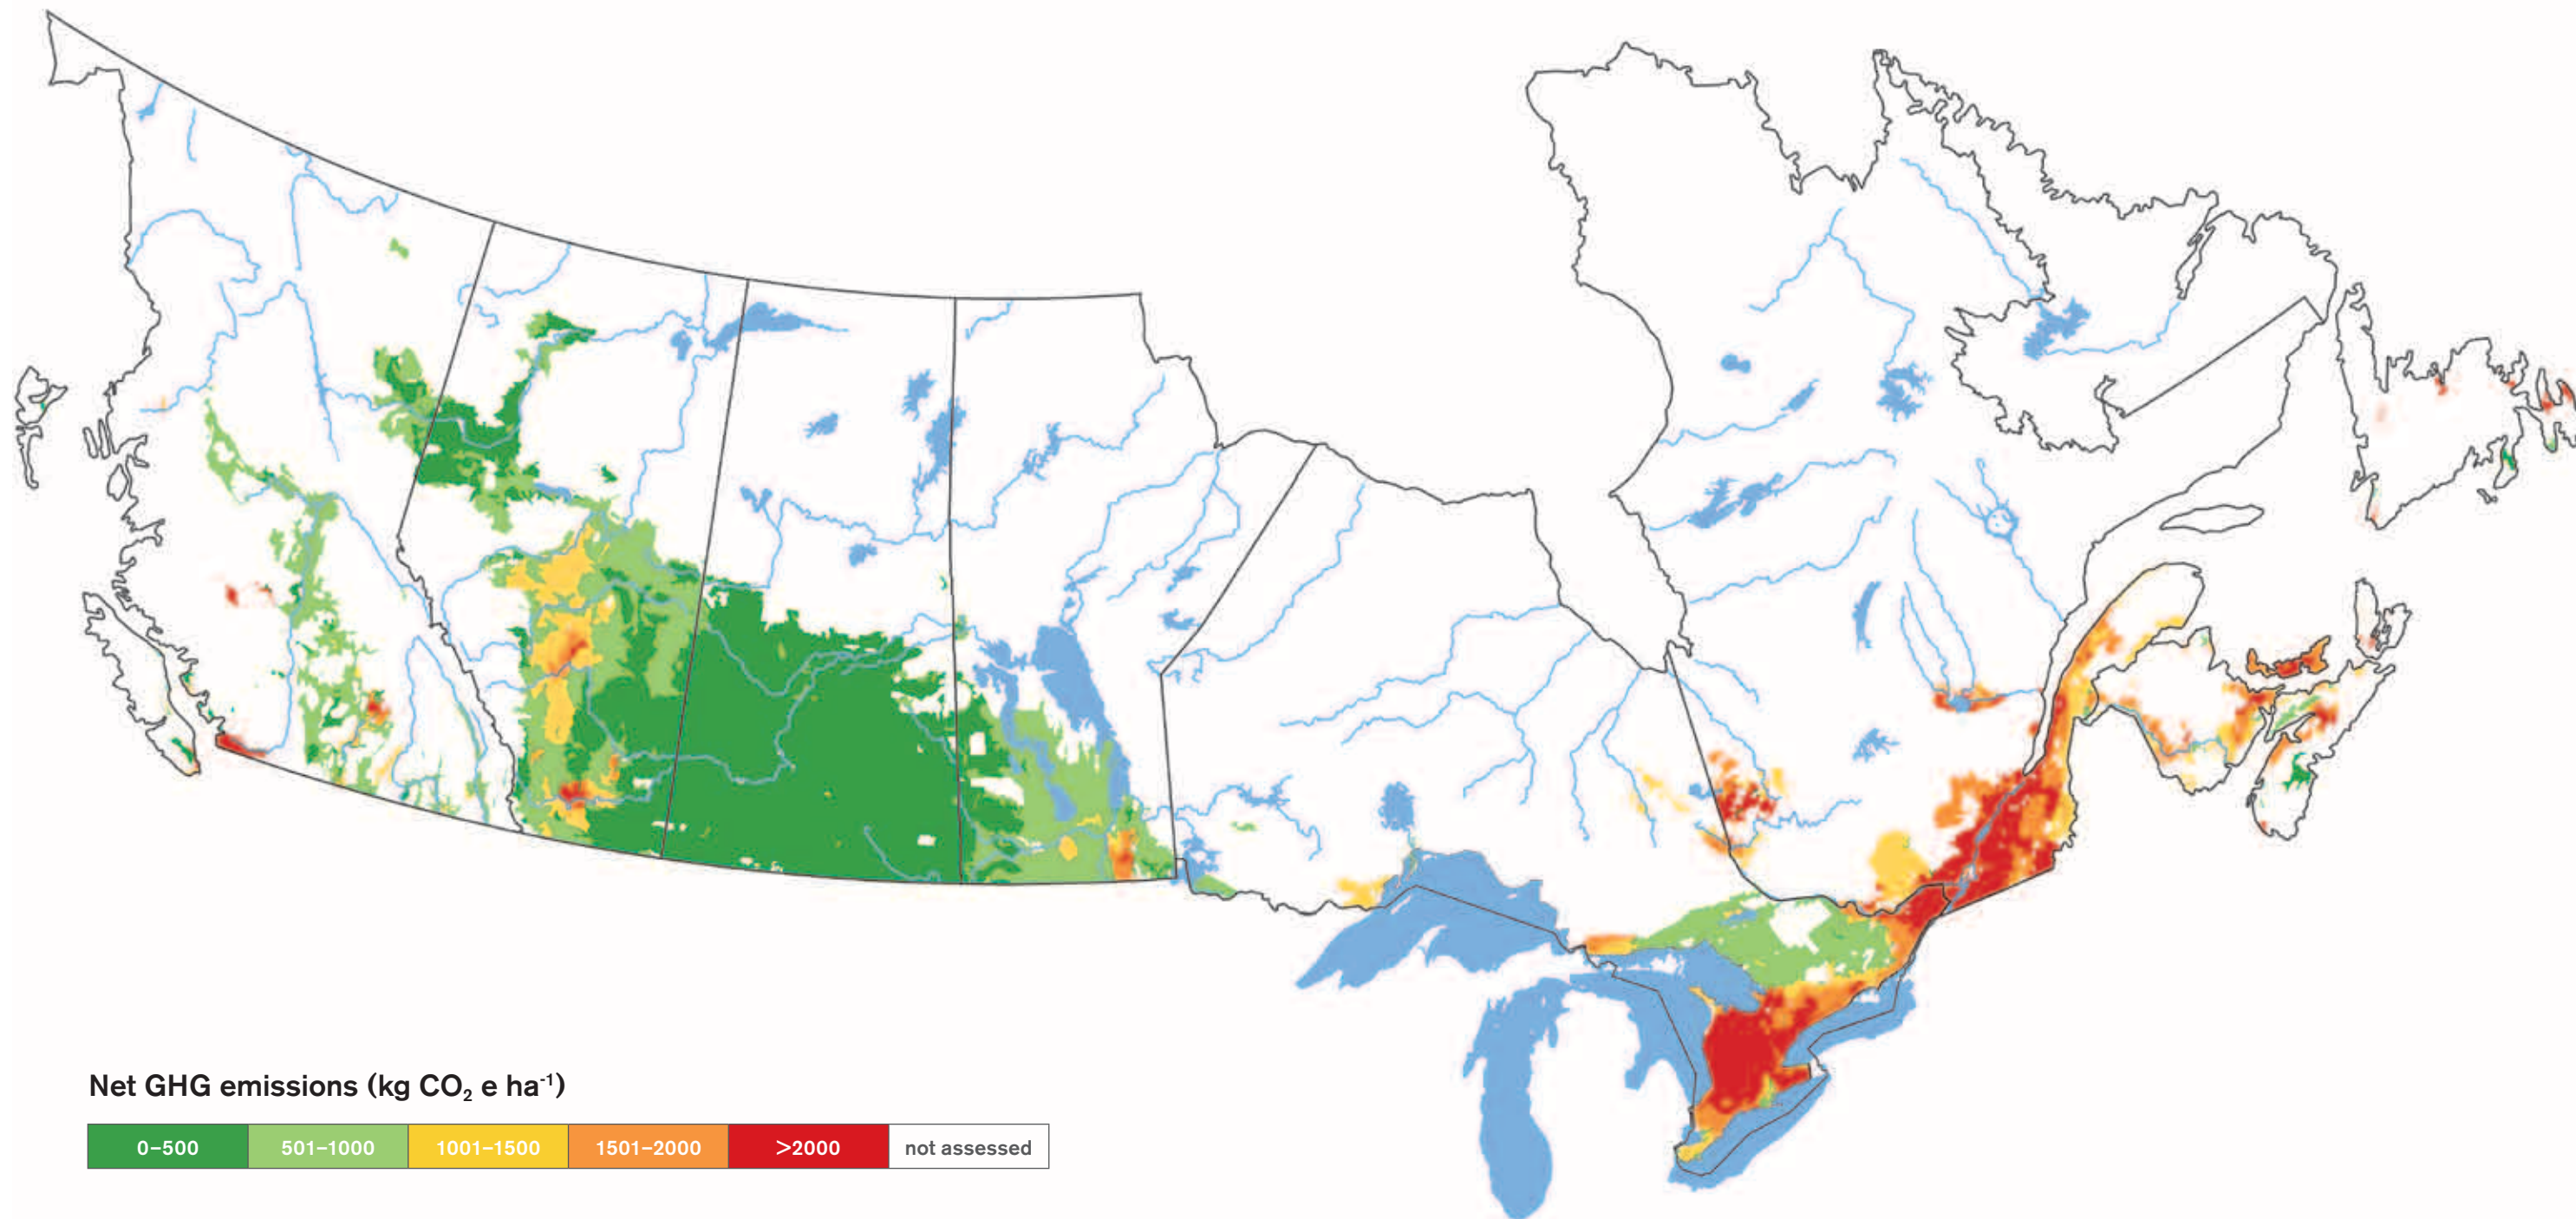 Net GHG emissions (kg CO₂ e ha⁻¹)
0–500 501–1000 1001–1500 1501–2000 >2000 not assessed